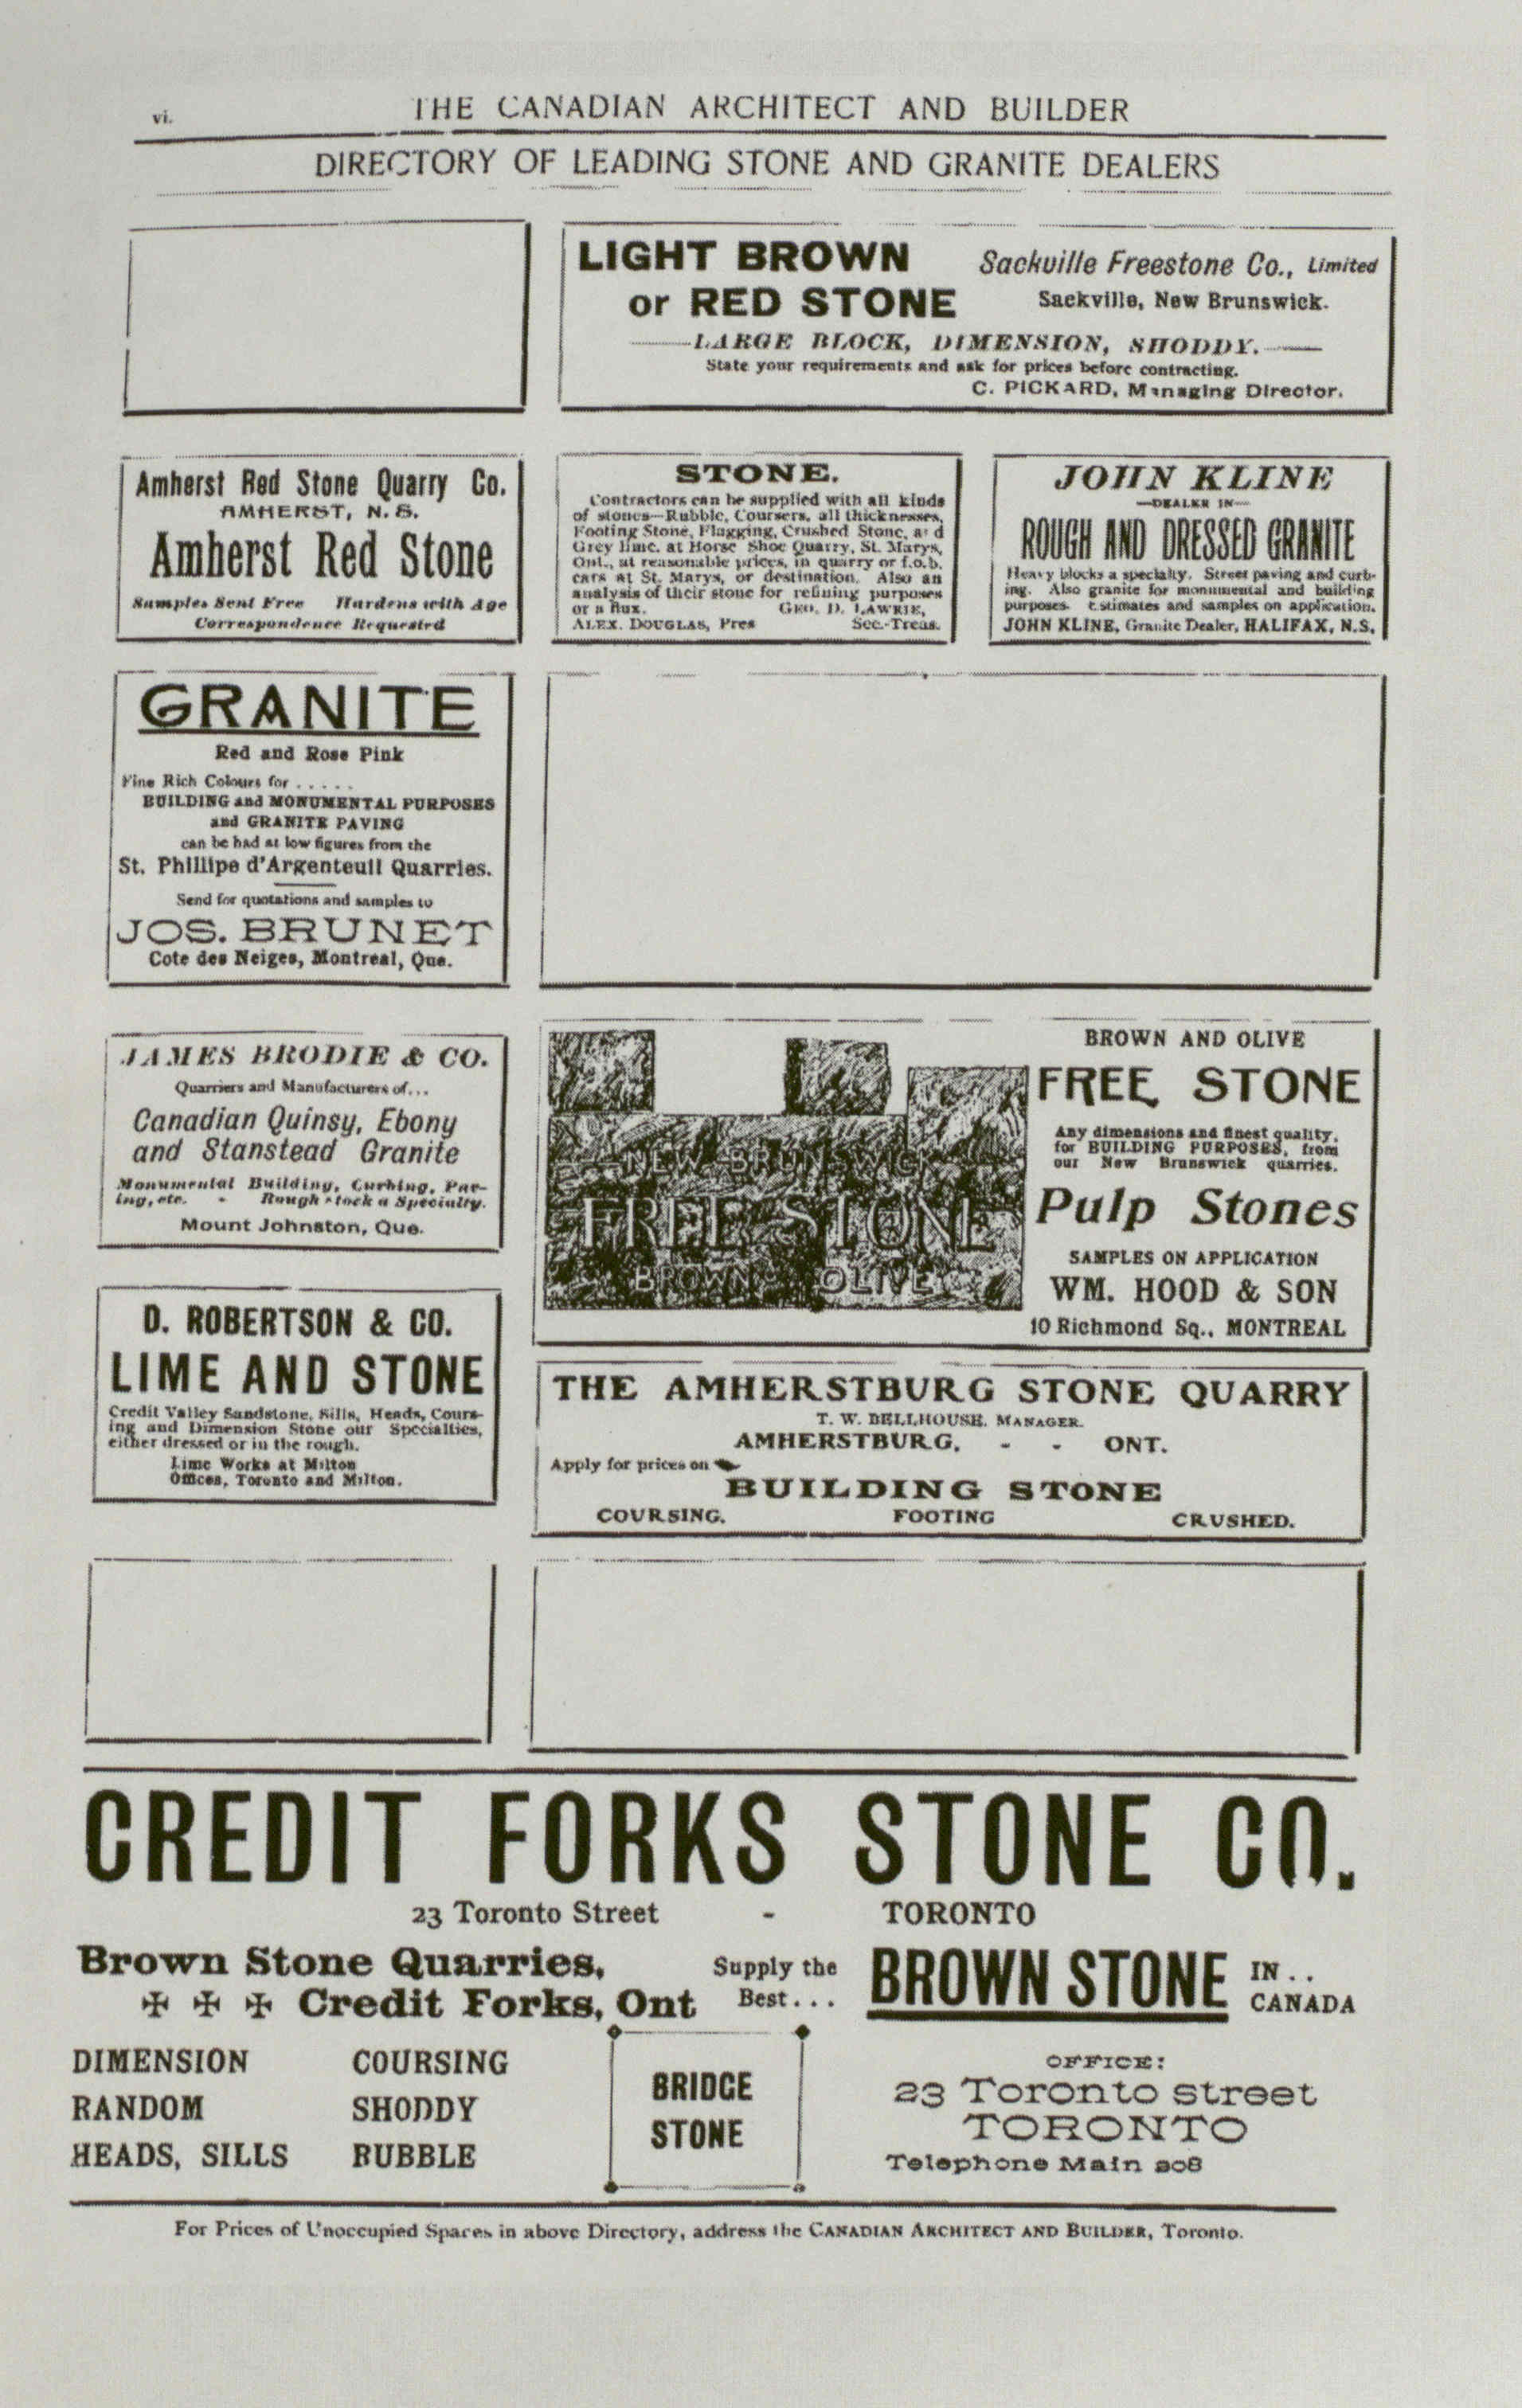 vi.
THE CANADIAN ARCHITECT AND BUILDER
DIRECTORY OF LEADING STONE AND GRANITE DEALERS
LIGHT BROWN
or RED STONE
Sackville Freestone Co., Limited
Sackville, New Brunswick.
LARGE BLOCK, DIMENSION, SHODDY.
State your requirements and ask for prices before contracting.
C. PICKARD, Managing Director.
Amherst Red Stone Quarry Co.
AMHERST, N. S.
Amherst Red Stone
Samples Sent Free Hardens with Age
Correspondence Requested
STONE.
Contractors can be supplied with all kinds
of stones—Rubble, Coursers, all thicknesses,
Footing Stone, Flagging, Crushed Stone, and
Grey lime, at Horse Shoe Quarry, St. Marys,
Ont., at reasonable prices, in quarry or f.o.b.
cars at St. Marys, or destination. Also an
analysis of their stone for refining purposes
or a flux. GEO. D. LAWRIE,
ALEX. DOUGLAS, Pres Sec.-Treas.
JOHN KLINE
—DEALER IN—
ROUGH AND DRESSED GRANITE
Heavy blocks a specialty. Street paving and curb-
ing. Also granite for monumental and building
purposes. Estimates and samples on application.
JOHN KLINE, Granite Dealer, HALIFAX, N.S.
GRANITE
Red and Rose Pink
Fine Rich Colours for . . . . .
BUILDING and MONUMENTAL PURPOSES
and GRANITE PAVING
can be had at low figures from the
St. Phillipe d'Argenteuil Quarries.
Send for quotations and samples to
JOS. BRUNET
Cote des Neiges, Montreal, Que.
JAMES BRODIE & CO.
Quarriers and Manufacturers of...
Canadian Quinsy, Ebony
and Stanstead Granite
Monumental Building, Curbing, Pav-
ing, etc. - Rough stock a Specialty.
Mount Johnston, Que.
NEW BRUNSWICK
FREE STONE
BROWN OLIVE
BROWN AND OLIVE
FREE STONE
Any dimensions and finest quality,
for BUILDING PURPOSES, from
our New Brunswick quarries.
Pulp Stones
SAMPLES ON APPLICATION
WM. HOOD & SON
10 Richmond Sq., MONTREAL
D. ROBERTSON & CO.
LIME AND STONE
Credit Valley Sandstone, Sills, Heads, Cours-
ing and Dimension Stone our Specialties,
either dressed or in the rough.
Lime Works at Milton
Offices, Toronto and Milton.
THE AMHERSTBURG STONE QUARRY
T. W. BELLHOUSE, MANAGER.
AMHERSTBURG, - - ONT.
Apply for prices on
BUILDING STONE
COURSING. FOOTING CRUSHED.
CREDIT FORKS STONE CO.
23 Toronto Street - TORONTO
Brown Stone Quarries,
Credit Forks, Ont
Supply the
Best...
BROWN STONE
IN..
CANADA
DIMENSION COURSING
RANDOM SHODDY
HEADS, SILLS RUBBLE
BRIDGE
STONE
OFFICE:
23 Toronto street
TORONTO
Telephone Main 208
For Prices of Unoccupied Spaces in above Directory, address the CANADIAN ARCHITECT AND BUILDER, Toronto.